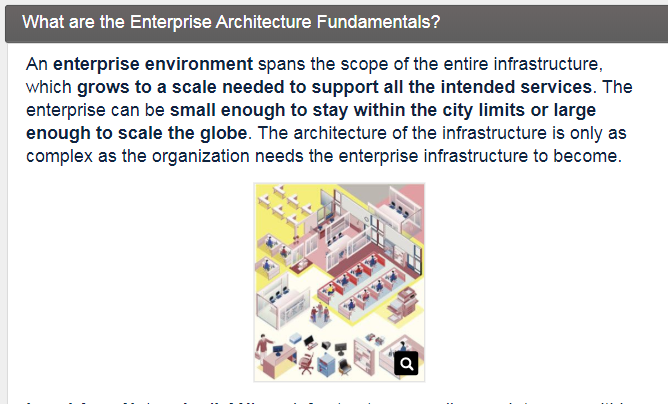 What are the Enterprise Architecture Fundamentals?
An enterprise environment spans the scope of the entire infrastructure,
which grows to a scale needed to support all the intended services. The
enterprise can be small enough to stay within the city limits or large
enough to scale the globe. The architecture of the infrastructure is only as
complex as the organization needs the enterprise infrastructure to become.